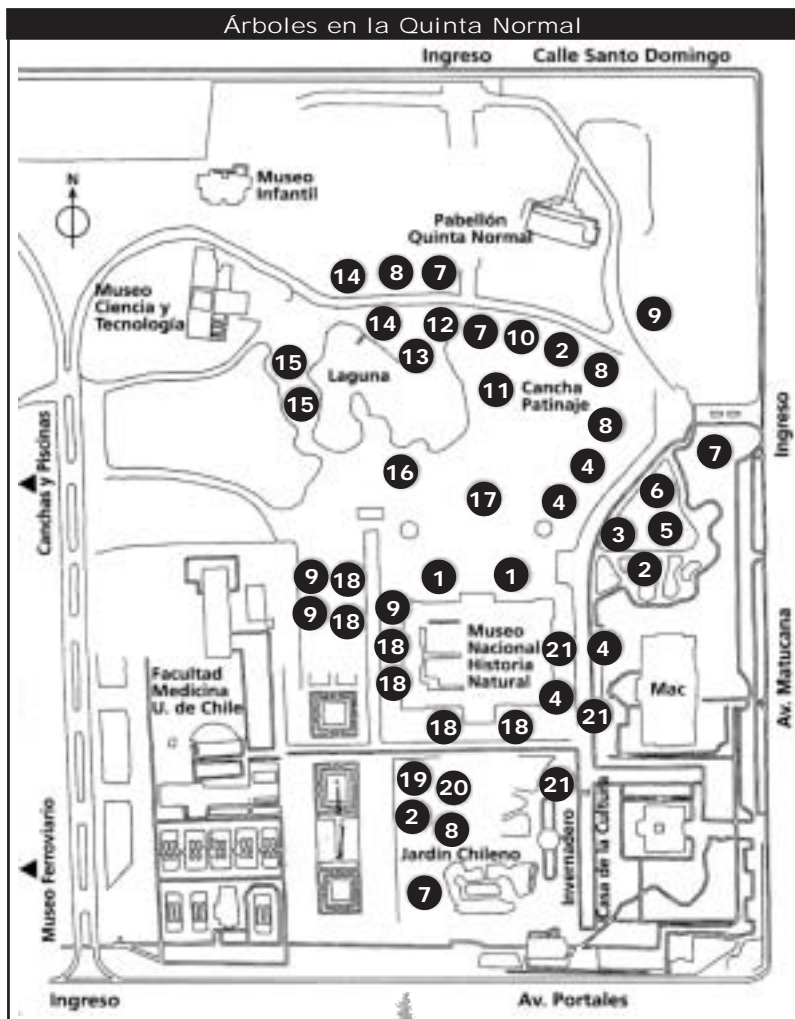 Árboles en la Quinta Normal
Ingreso
Calle Santo Domingo
N
Museo
Infantil
Pabellón
Quinta Normal
Museo
Ciencia y
Tecnología
14
8
7
9
14
12
7
10
2
8
13
15
Laguna
11
Cancha
Patinaje
15
8
Ingreso
7
16
4
6
Canchas y Piscinas
17
4
3
5
2
9
18
1
1
9
18
9
Museo
Nacional
Historia
Natural
18
21
4
Facultad
Medicina
U. de Chile
18
4
Mac
21
Av. Matucana
18
18
19
20
21
2
8
Jardín Chileno
Invernadero
Casa de la Cultura
7
Museo Ferroviario
Ingreso
Av. Portales